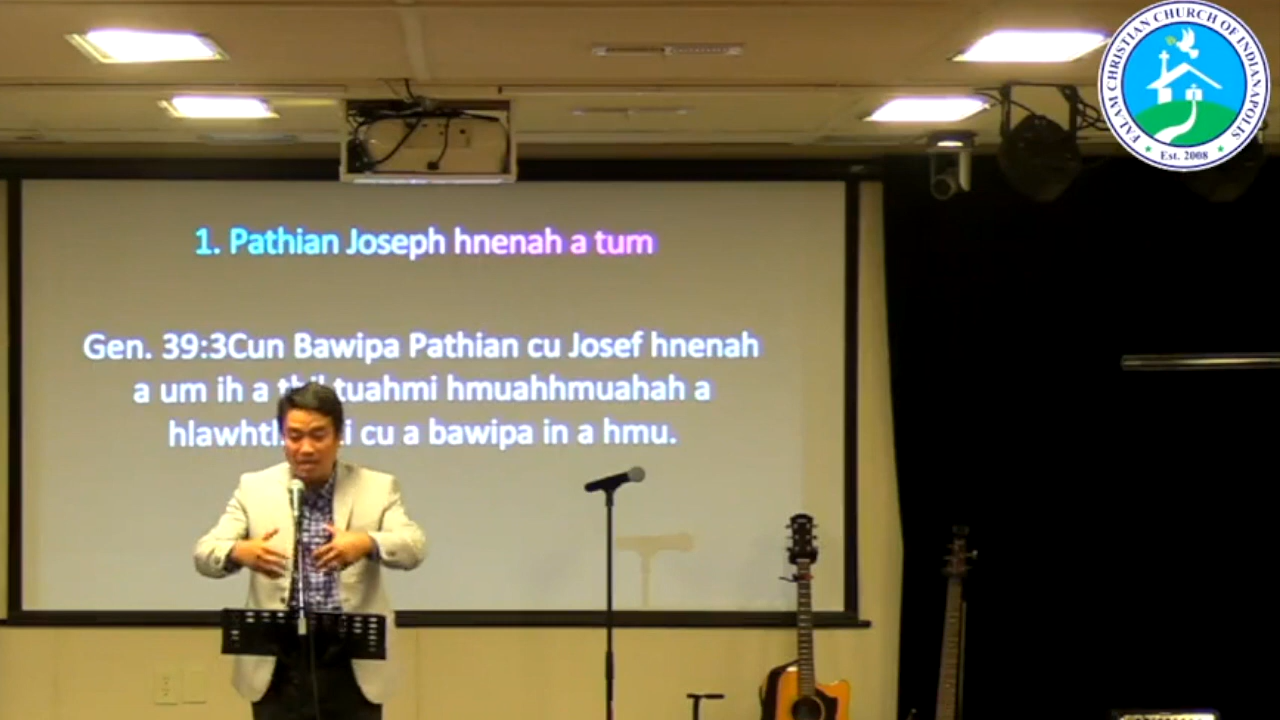 FALAM CHRISTIAN CHURCH OF INDIANAPOLIS
Est. 2008
1. Pathian Joseph hnenah a tum
Gen. 39:3Cun Bawipa Pathian cu Josef hnenah
a um ih a tuahmi hmuahhmuahah a
cu a bawipa in a hmu.